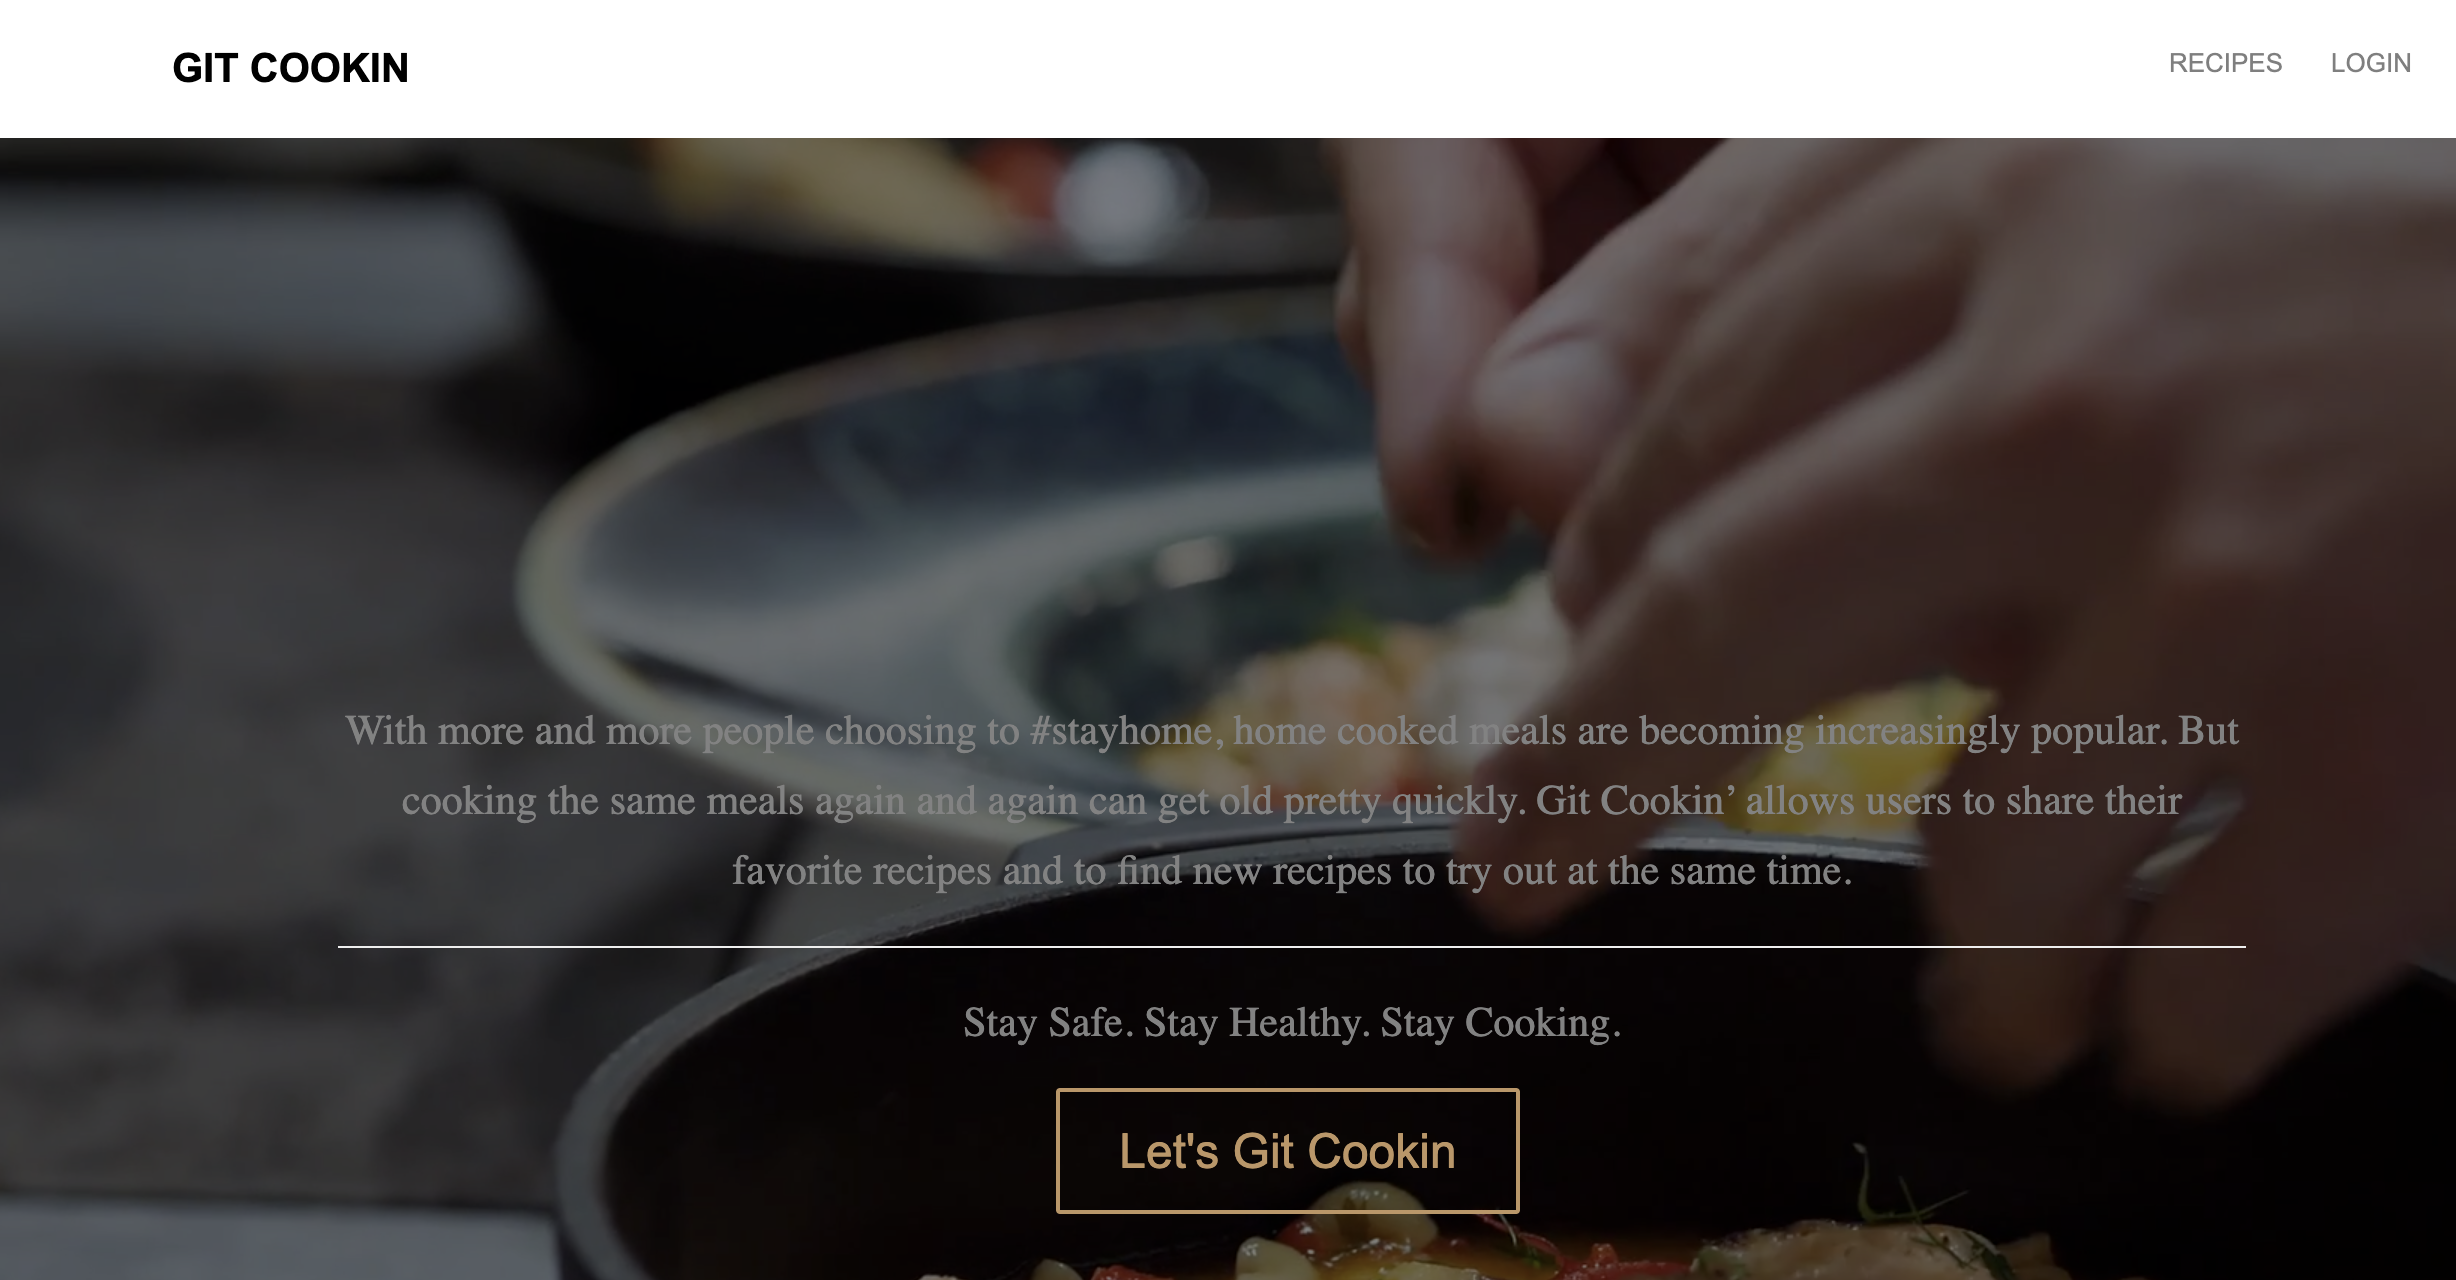 GIT COOKIN
RECIPES LOGIN
With more and more people choosing to #stayhome, home cooked meals are becoming increasingly popular. But
cooking the same meals again and again can get old pretty quickly. Git Cookin’ allows users to share their
favorite recipes and to find new recipes to try out at the same time.
Stay Safe. Stay Healthy. Stay Cooking.
Let's Git Cookin